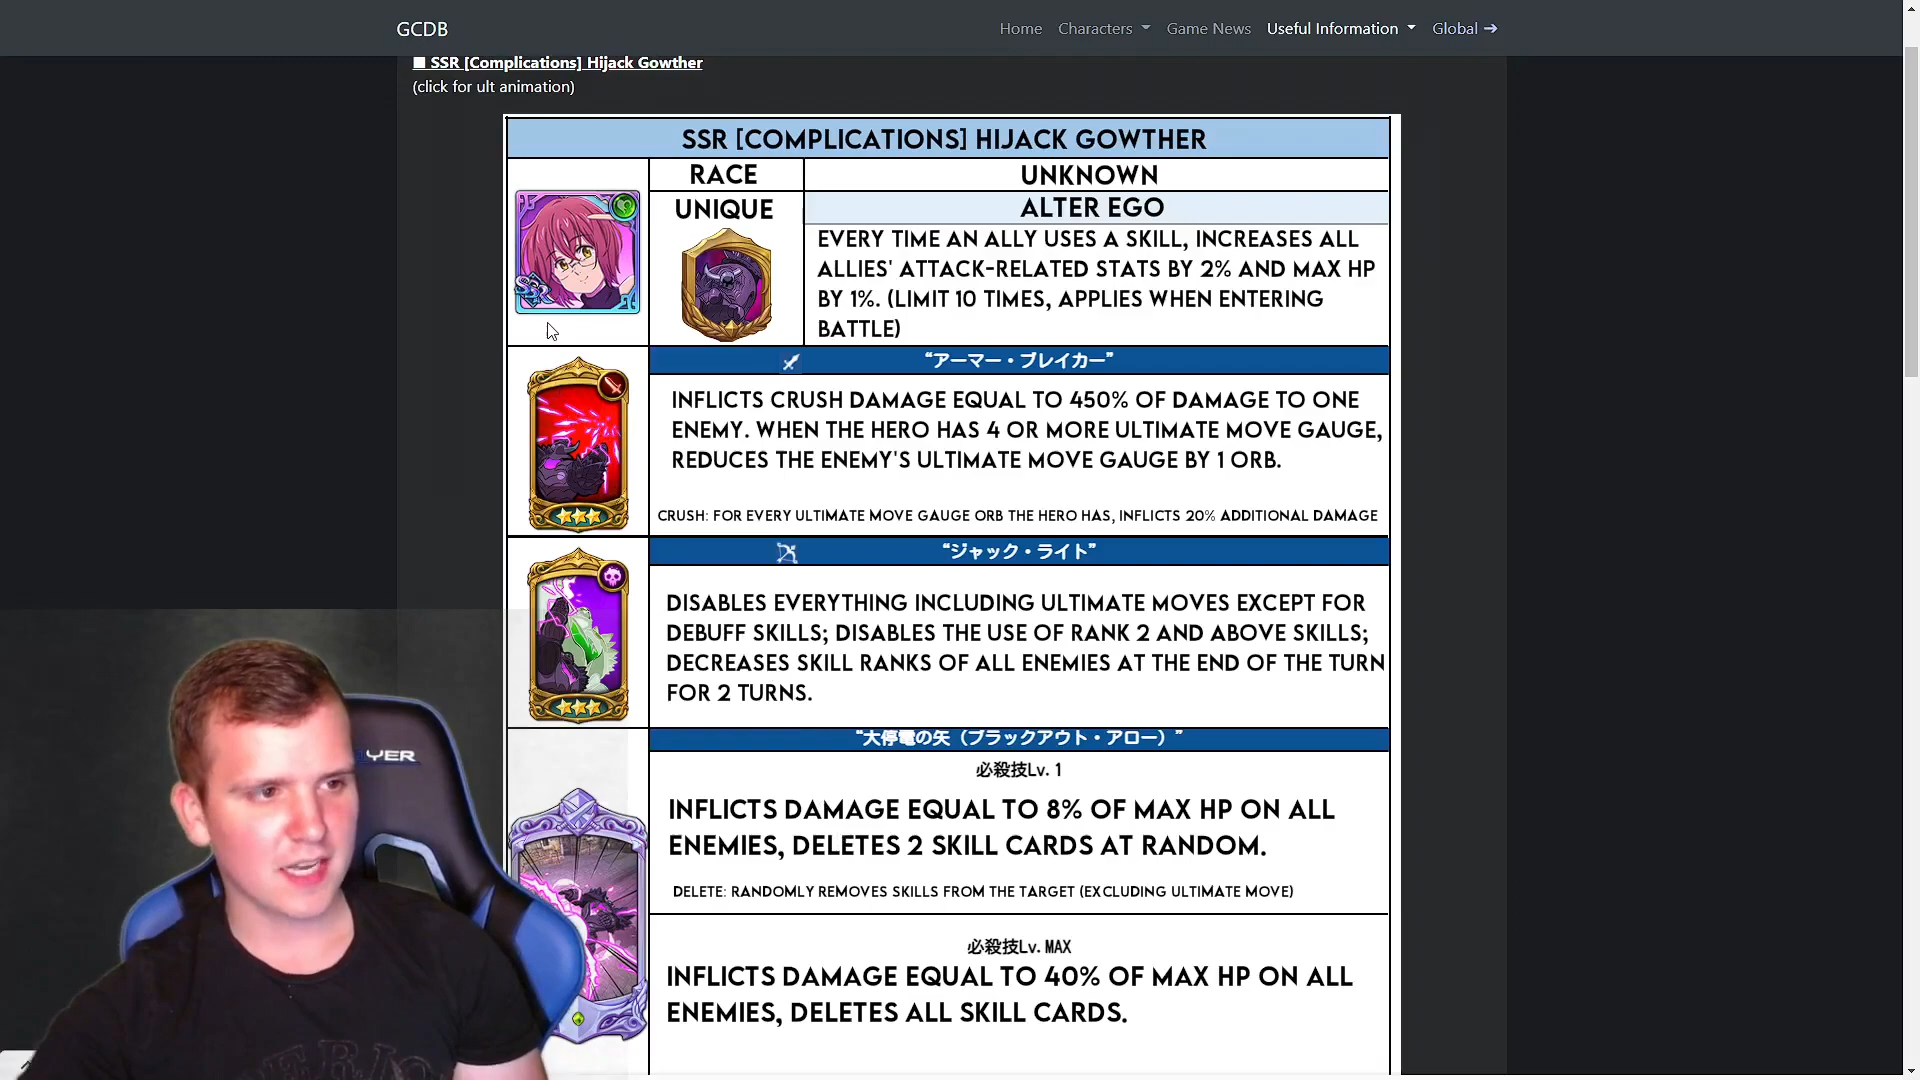 GCDB
Home Characters Game News Useful Information Global
SSR [Complications] Hijack Gowther
(click for ult animation)
SSR [COMPLICATIONS] HIJACK GOWTHER
RACE
UNKNOWN
UNIQUE
ALTER EGO
EVERY TIME AN ALLY USES A SKILL, INCREASES ALL
ALLIES' ATTACK-RELATED STATS BY 2% AND MAX HP
BY 1%. (LIMIT 10 TIMES, APPLIES WHEN ENTERING
BATTLE)
“アーマー・ブレイカー”
INFLICTS CRUSH DAMAGE EQUAL TO 450% OF DAMAGE TO ONE
ENEMY. WHEN THE HERO HAS 4 OR MORE ULTIMATE MOVE GAUGE,
REDUCES THE ENEMY'S ULTIMATE MOVE GAUGE BY 1 ORB.
CRUSH: FOR EVERY ULTIMATE MOVE GAUGE ORB THE HERO HAS, INFLICTS 20% ADDITIONAL DAMAGE
“ジャック・ライト”
DISABLES EVERYTHING INCLUDING ULTIMATE MOVES EXCEPT FOR
DEBUFF SKILLS; DISABLES THE USE OF RANK 2 AND ABOVE SKILLS;
DECREASES SKILL RANKS OF ALL ENEMIES AT THE END OF THE TURN
FOR 2 TURNS.
“大停電の矢（ブラックアウト・アロー）”
必殺技Lv. 1
INFLICTS DAMAGE EQUAL TO 8% OF MAX HP ON ALL
ENEMIES, DELETES 2 SKILL CARDS AT RANDOM.
DELETE: RANDOMLY REMOVES SKILLS FROM THE TARGET (EXCLUDING ULTIMATE MOVE)
必殺技Lv. MAX
INFLICTS DAMAGE EQUAL TO 40% OF MAX HP ON ALL
ENEMIES, DELETES ALL SKILL CARDS.